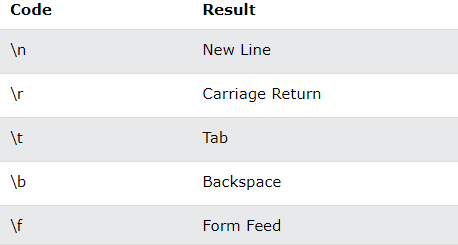 Code Result
\n New Line
\r Carriage Return
\t Tab
\b Backspace
\f Form Feed